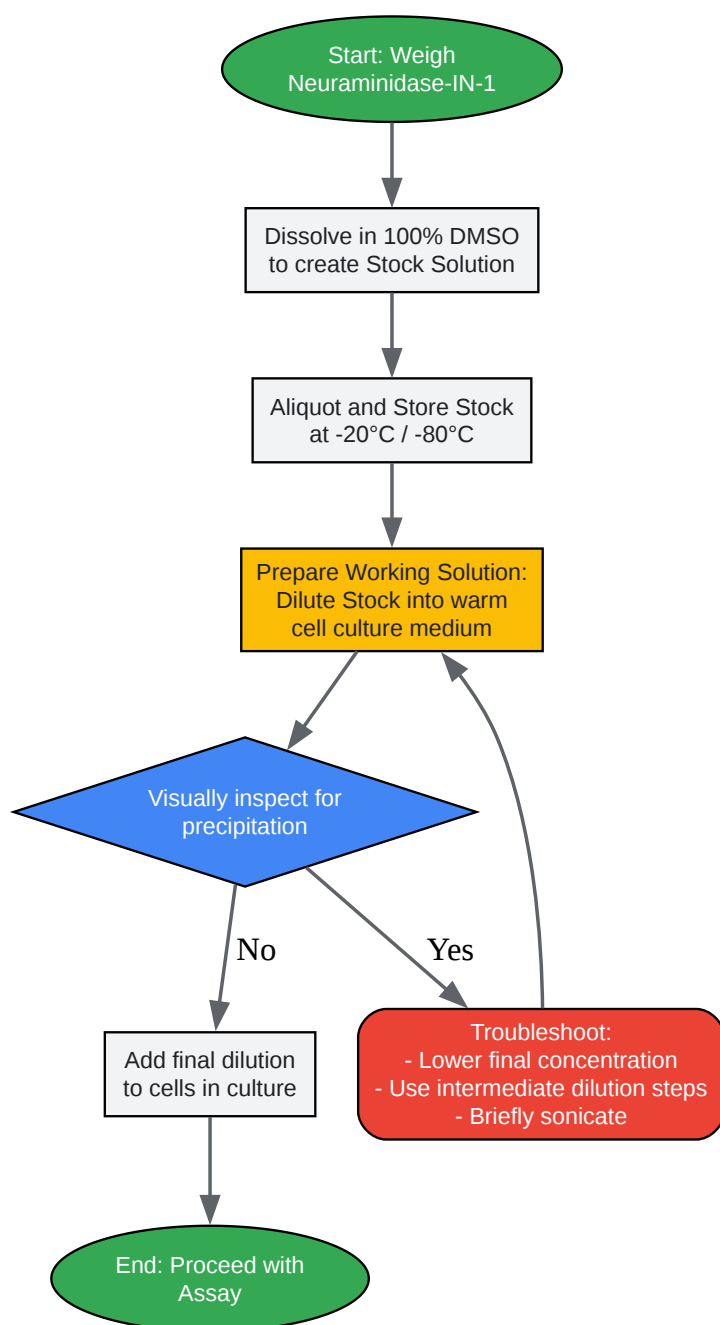 Start: Weigh
Neuraminidase-IN-1
Dissolve in 100% DMSO
to create Stock Solution
Aliquot and Store Stock
at -20°C / -80°C
Prepare Working Solution:
Dilute Stock into warm
cell culture medium
Visually inspect for
precipitation
No
Yes
Add final dilution
to cells in culture
Troubleshoot:
- Lower final concentration
- Use intermediate dilution steps
- Briefly sonicate
End: Proceed with
Assay